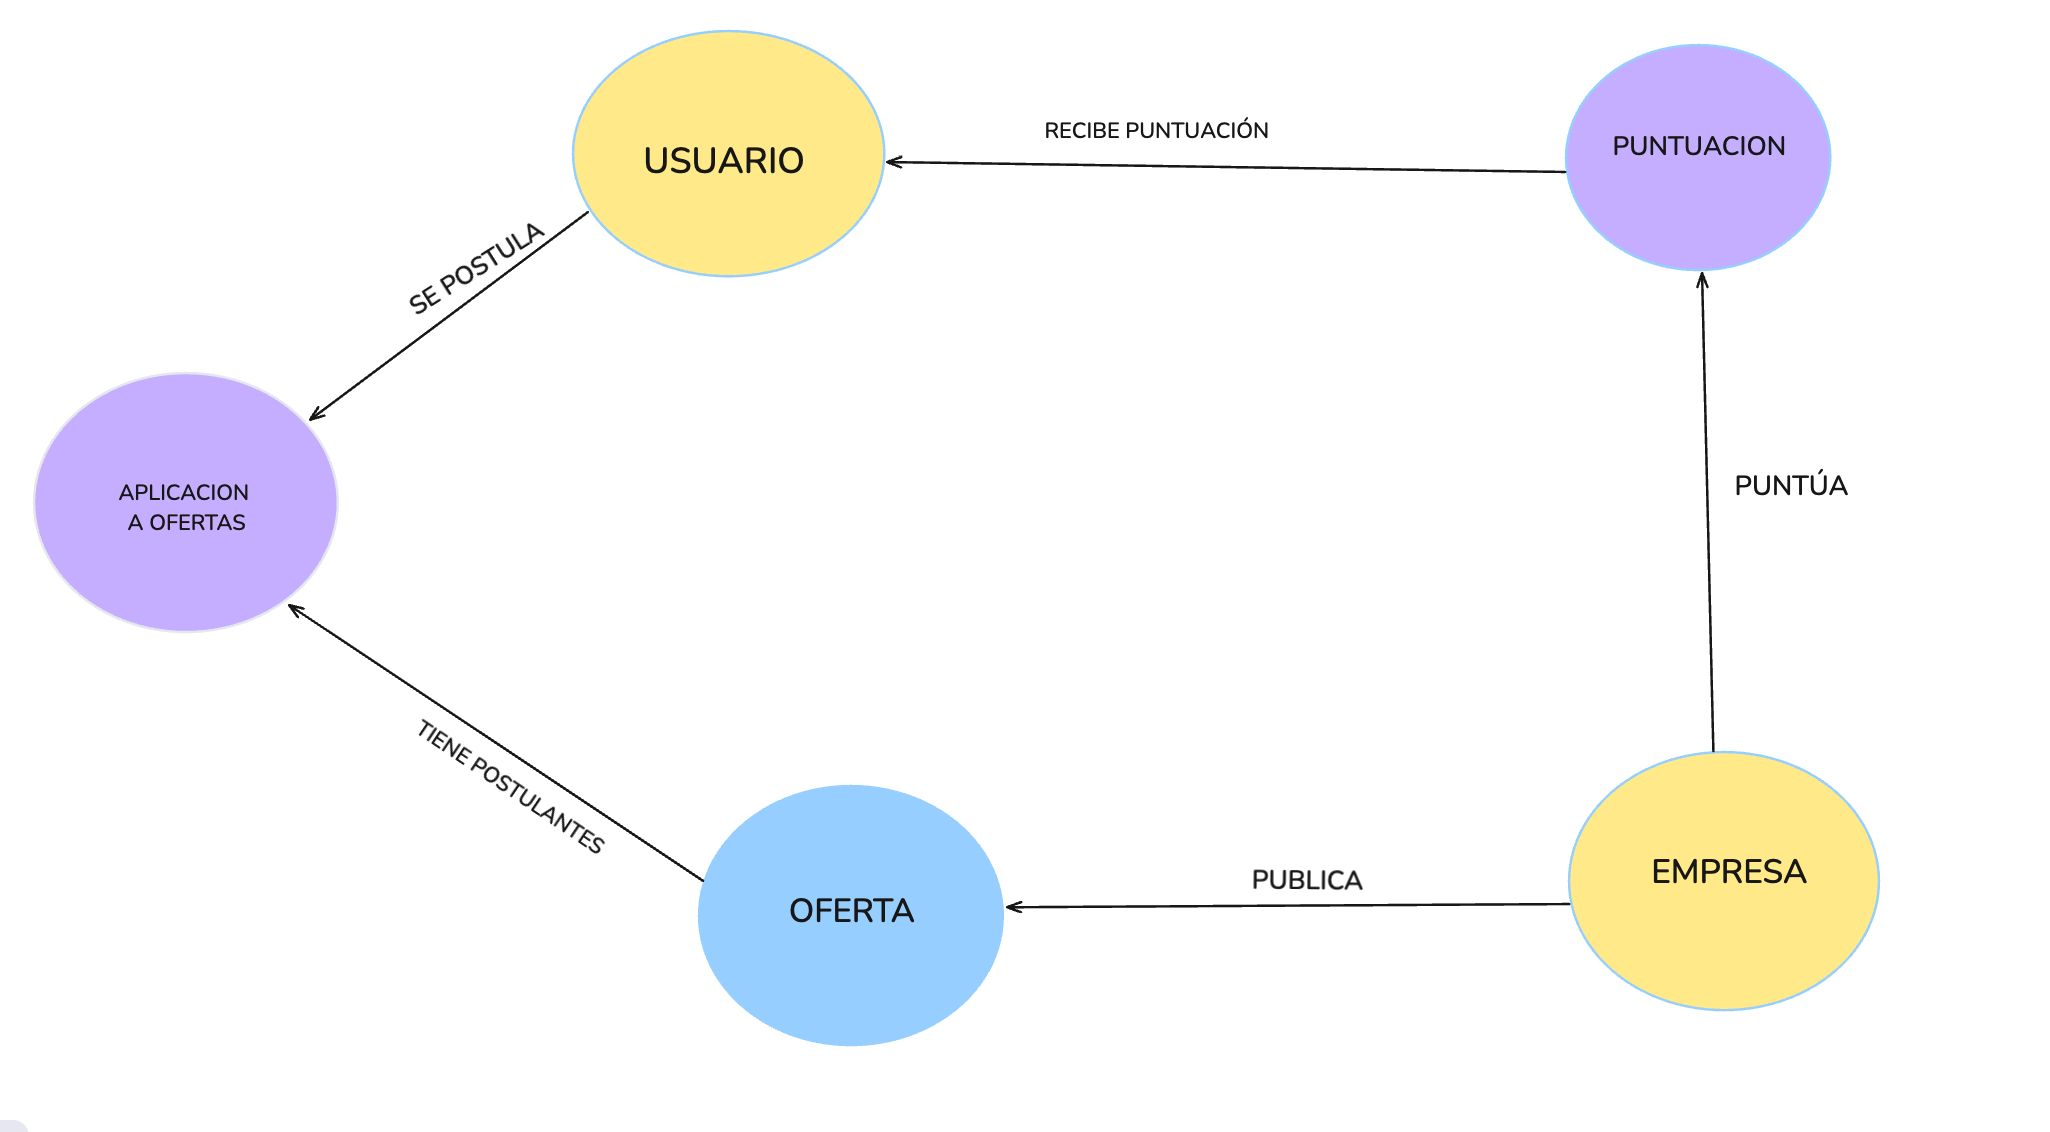 USUARIO
RECIBE PUNTUACIÓN
PUNTUACION
SE POSTULA
APLICACION
A OFERTAS
PUNTÚA
TIENE POSTULANTES
OFERTA
PUBLICA
EMPRESA